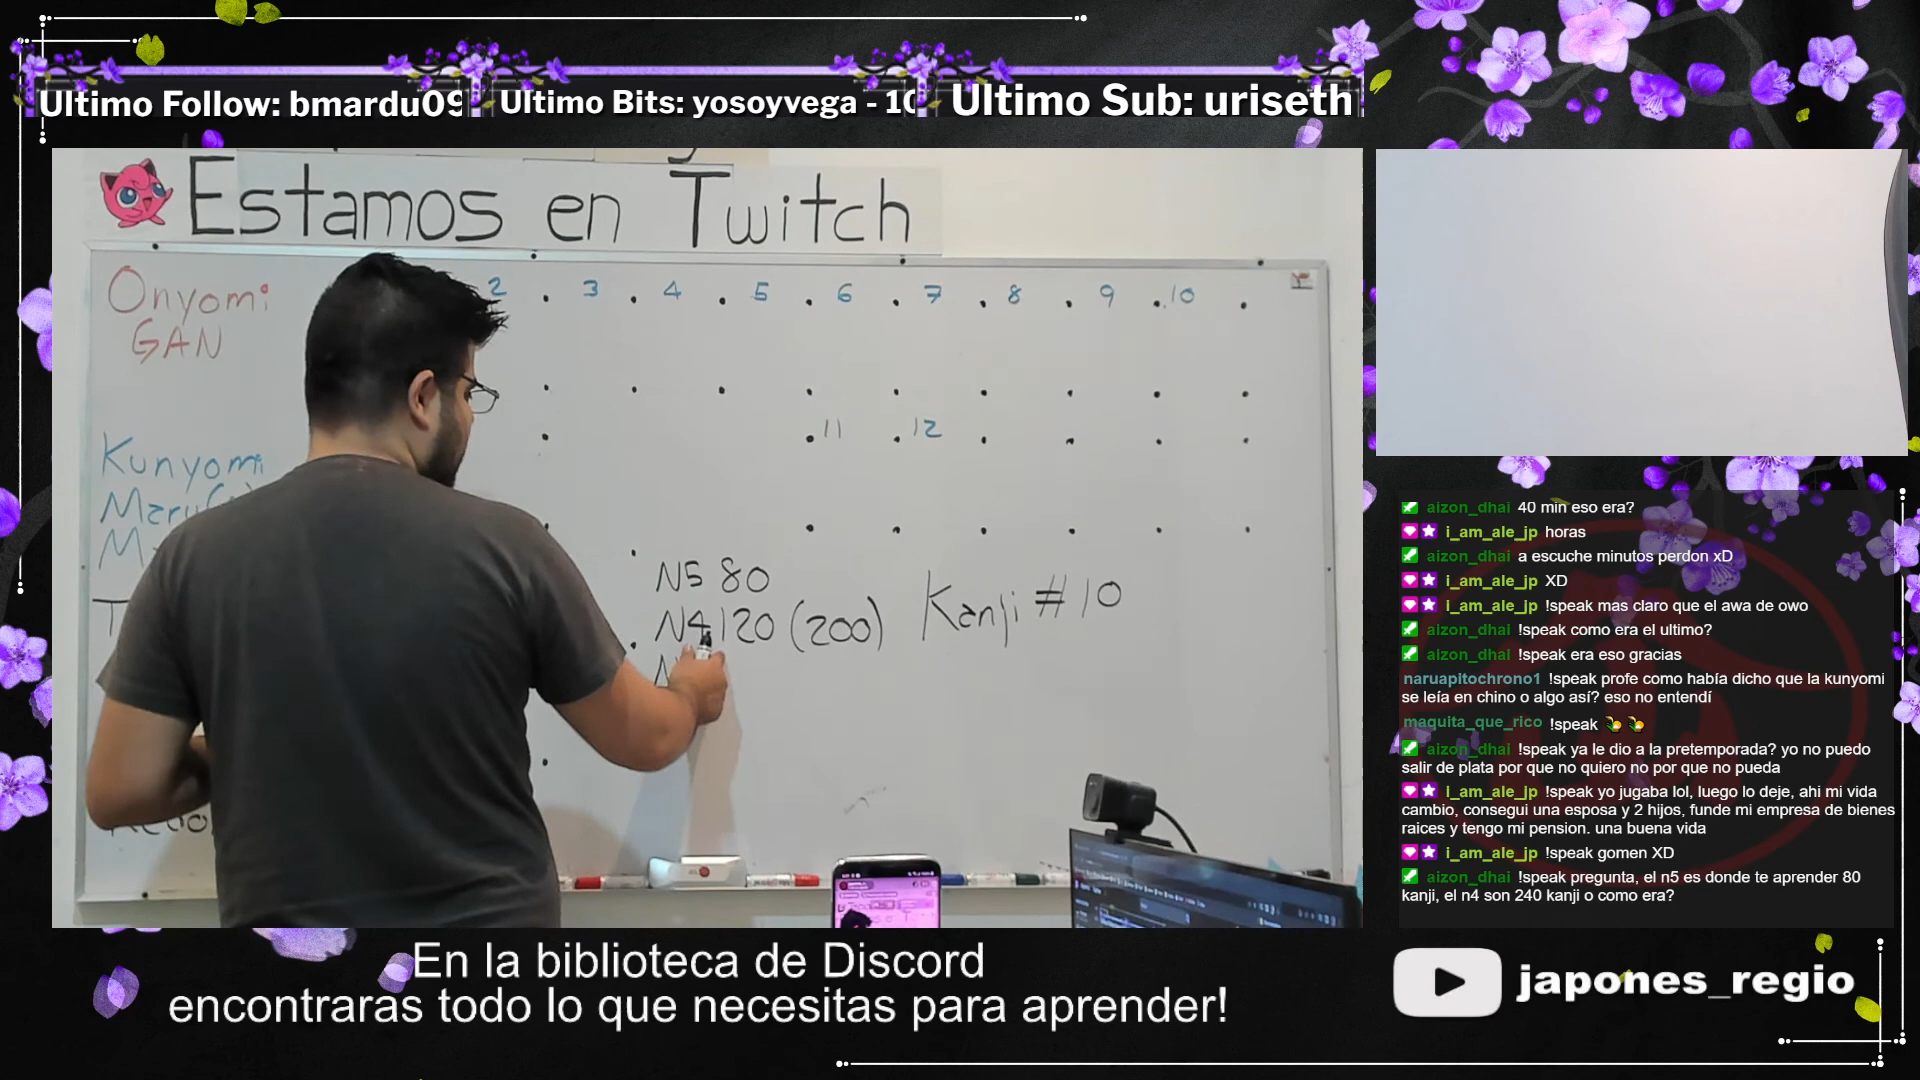 Ultimo Follow: bmardu09
Ultimo Bits: yosoyvega - 10
Ultimo Sub: uriseth
Estamos en Twitch
Onyomi
GAN
2 3 4 5 6 7 8 9 10
11 12
Kunyomi
Maru
N5 80
N4 120 (200)
Kanji #10
aizon_dhai 40 min eso era?
i_am_ale_jp horas
aizon_dhai a escuche minutos perdon xD
i_am_ale_jp XD
i_am_ale_jp !speak mas claro que el awa de owo
aizon_dhai !speak como era el ultimo?
aizon_dhai !speak era eso gracias
naruapitochrono1 !speak profe como había dicho que la kunyomi
se leía en chino o algo así? eso no entendí
maquita_que_rico !speak
aizon_dhai !speak ya le dio a la pretemporada? yo no puedo
salir de plata por que no quiero no por que no pueda
i_am_ale_jp !speak yo jugaba lol, luego lo deje, ahi mi vida
cambio, consegui una esposa y 2 hijos, funde mi empresa de bienes
raices y tengo mi pension. una buena vida
i_am_ale_jp !speak gomen XD
aizon_dhai !speak pregunta, el n5 es donde te aprender 80
kanji, el n4 son 240 kanji o como era?
En la biblioteca de Discord
encontraras todo lo que necesitas para aprender!
japones_regio